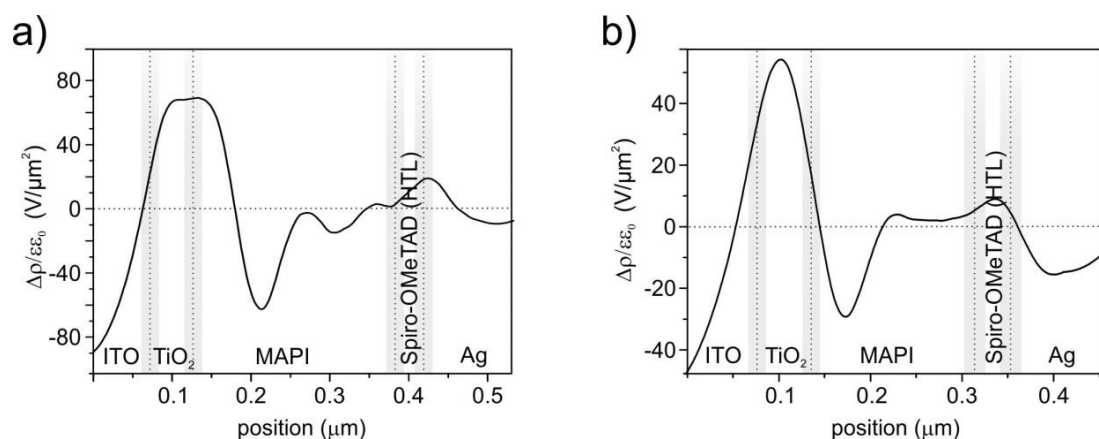 a)
Δρ/εε₀ (V/μm²)
80
40
0
-40
-80
ITO
TiO₂
MAPI
Spiro-OMeTAD (HTL)
Ag
0.1
0.2
0.3
0.4
0.5
position (μm)
b)
Δρ/εε₀ (V/μm²)
40
20
0
-20
-40
ITO
TiO₂
MAPI
Spiro-OMeTAD (HTL)
Ag
0.1
0.2
0.3
0.4
position (μm)